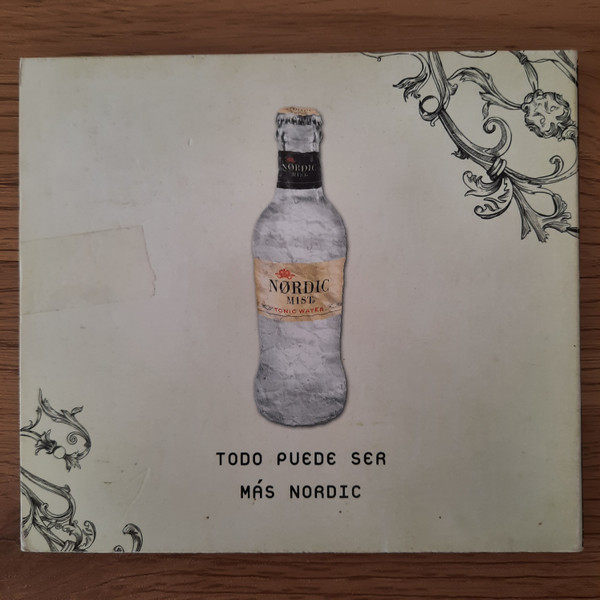 NORDIC
MIST
NORDIC
MIST
TONIC WATER
TODO PUEDE SER
MÁS NORDIC